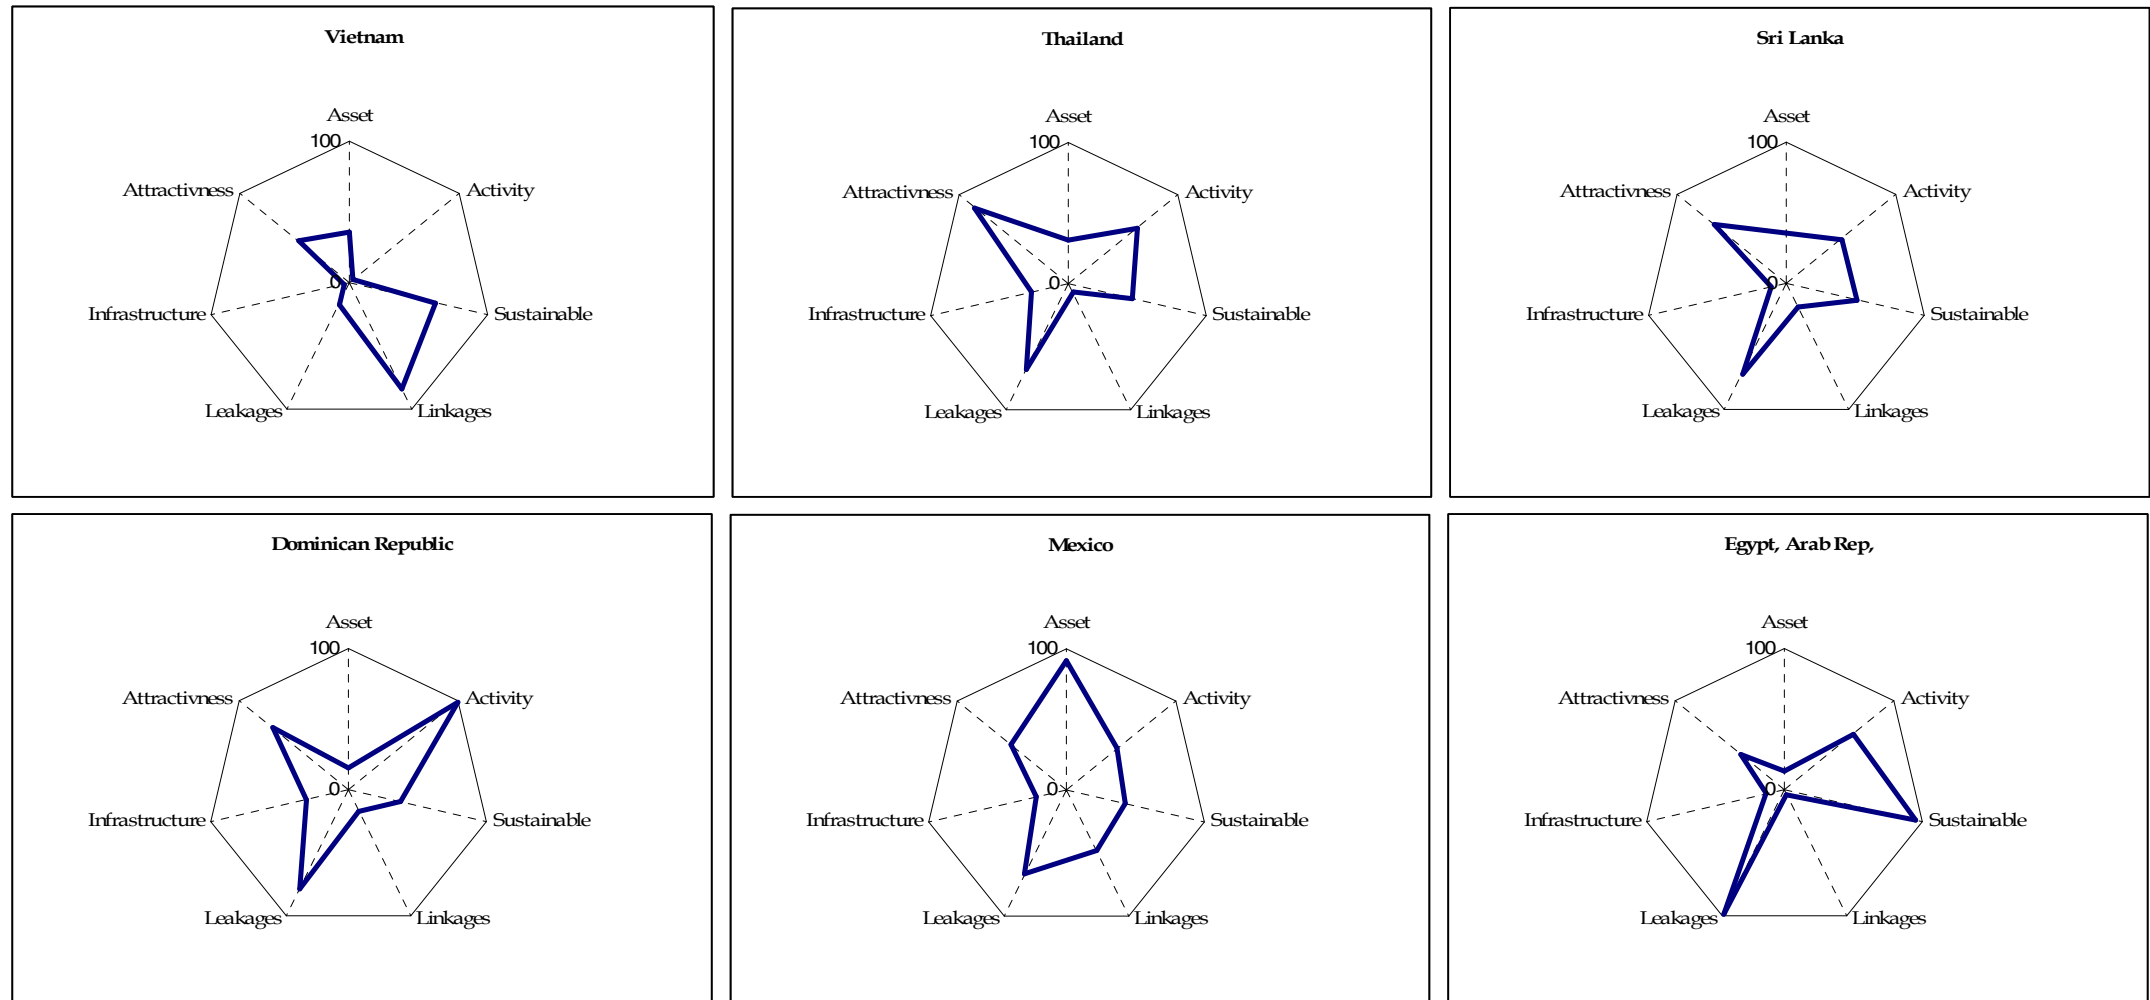 Vietnam
Asset
100
Attractivness
Activity
0
Infrastructure
Sustainable
Leakages
Linkages
Thailand
Asset
100
Attractivness
Activity
0
Infrastructure
Sustainable
Leakages
Linkages
Sri Lanka
Asset
100
Attractivness
Activity
0
Infrastructure
Sustainable
Leakages
Linkages
Dominican Republic
Asset
100
Attractivness
Activity
0
Infrastructure
Sustainable
Leakages
Linkages
Mexico
Asset
100
Attractivness
Activity
0
Infrastructure
Sustainable
Leakages
Linkages
Egypt, Arab Rep,
Asset
100
Attractivness
Activity
0
Infrastructure
Sustainable
Leakages
Linkages